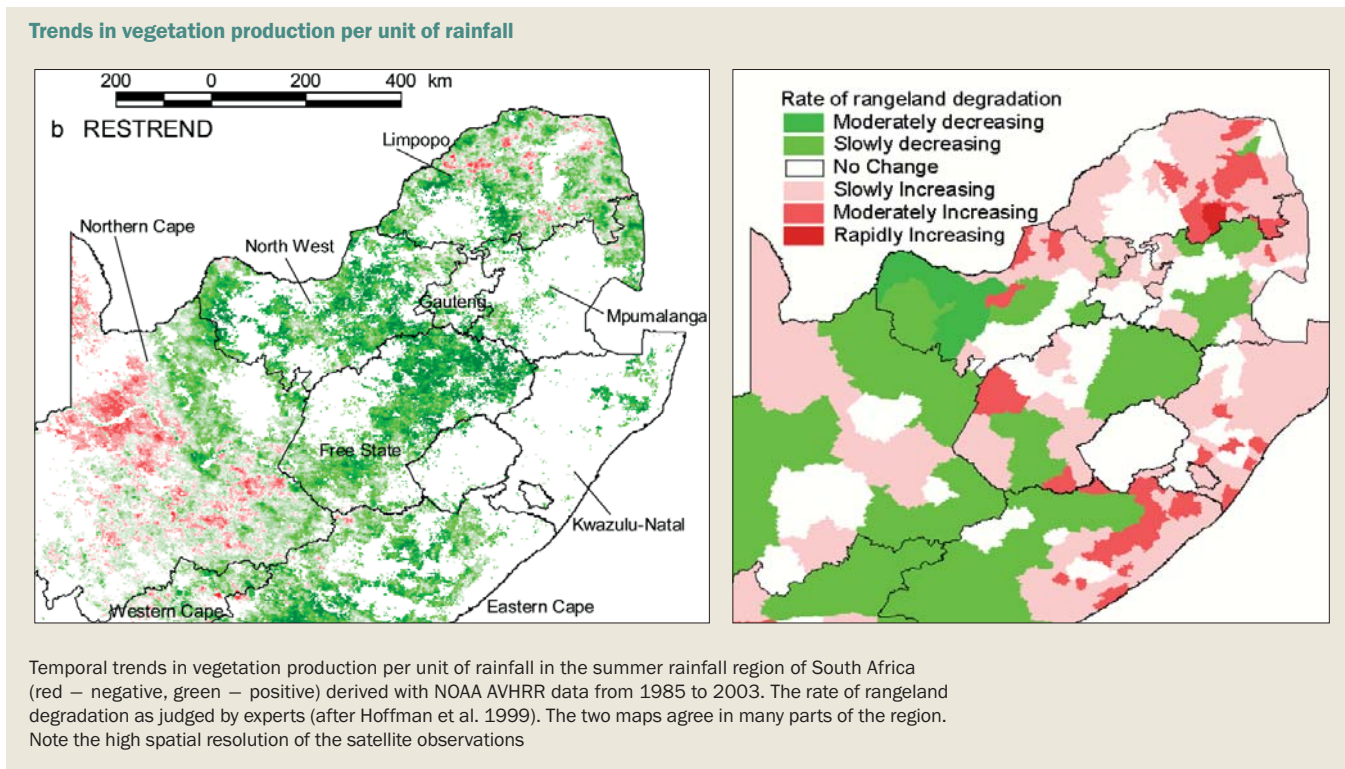 Trends in vegetation production per unit of rainfall
200 0 200 400 km
b RESTREND
Limpopo
Northern Cape
North West
Gauteng
Mpumalanga
Free State
Kwazulu-Natal
Western Cape
Eastern Cape
Rate of rangeland degradation
Moderately decreasing
Slowly decreasing
No Change
Slowly Increasing
Moderately Increasing
Rapidly Increasing
Temporal trends in vegetation production per unit of rainfall in the summer rainfall region of South Africa
(red – negative, green – positive) derived with NOAA AVHRR data from 1985 to 2003. The rate of rangeland
degradation as judged by experts (after Hoffman et al. 1999). The two maps agree in many parts of the region.
Note the high spatial resolution of the satellite observations